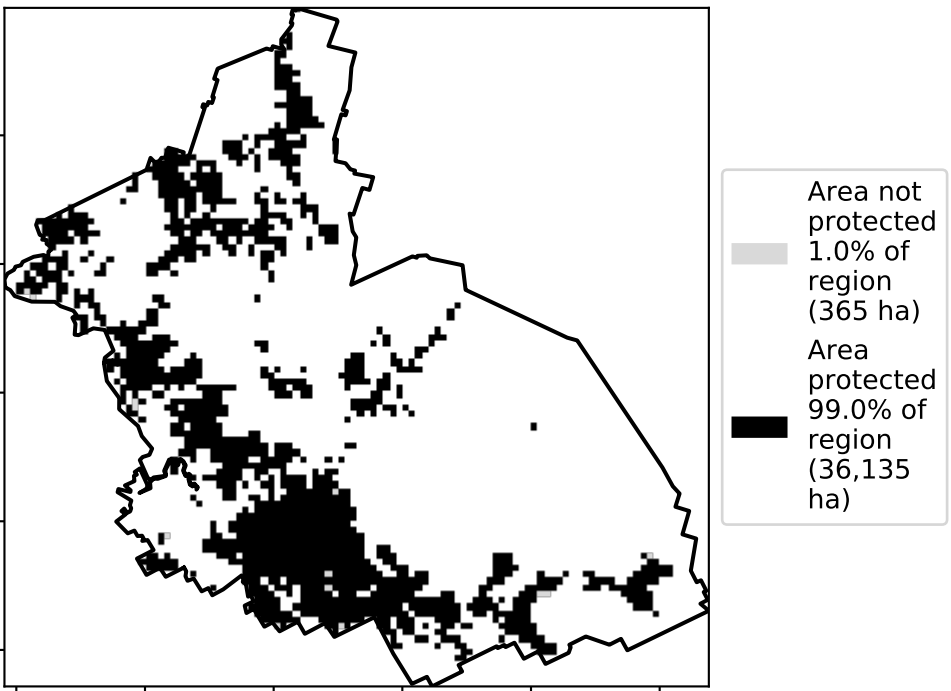 Area not
protected
1.0% of
region
(365 ha)
Area
protected
99.0% of
region
(36,135
ha)